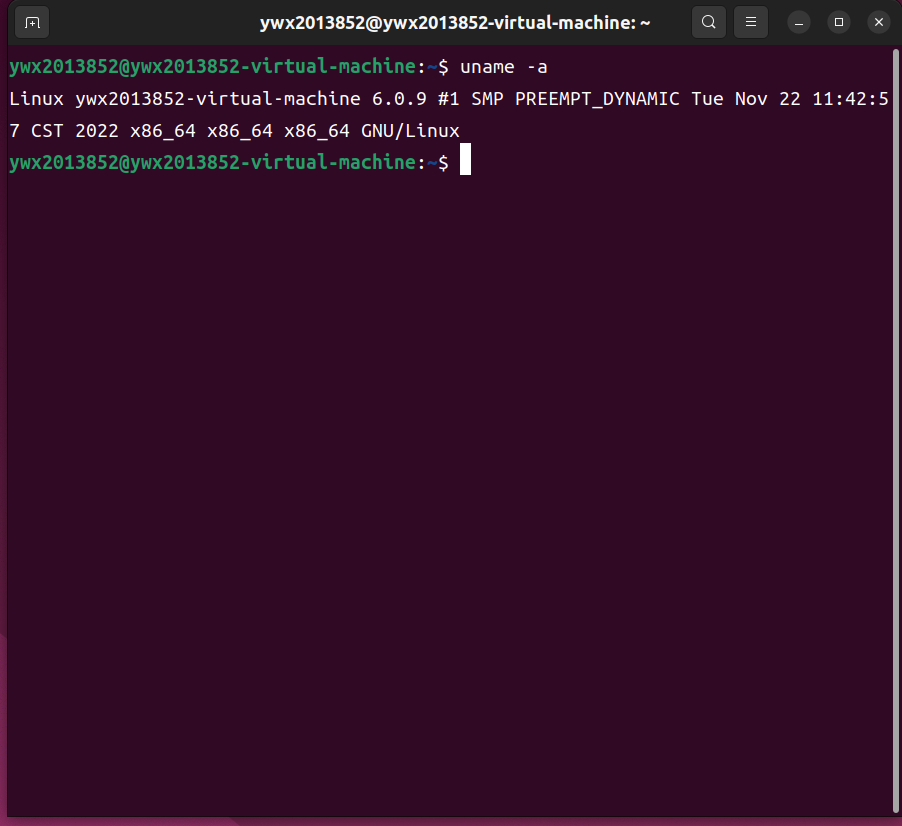 ywx2013852@ywx2013852-virtual-machine: ~
ywx2013852@ywx2013852-virtual-machine:~$ uname -a
Linux ywx2013852-virtual-machine 6.0.9 #1 SMP PREEMPT_DYNAMIC Tue Nov 22 11:42:5
7 CST 2022 x86_64 x86_64 x86_64 GNU/Linux
ywx2013852@ywx2013852-virtual-machine:~$